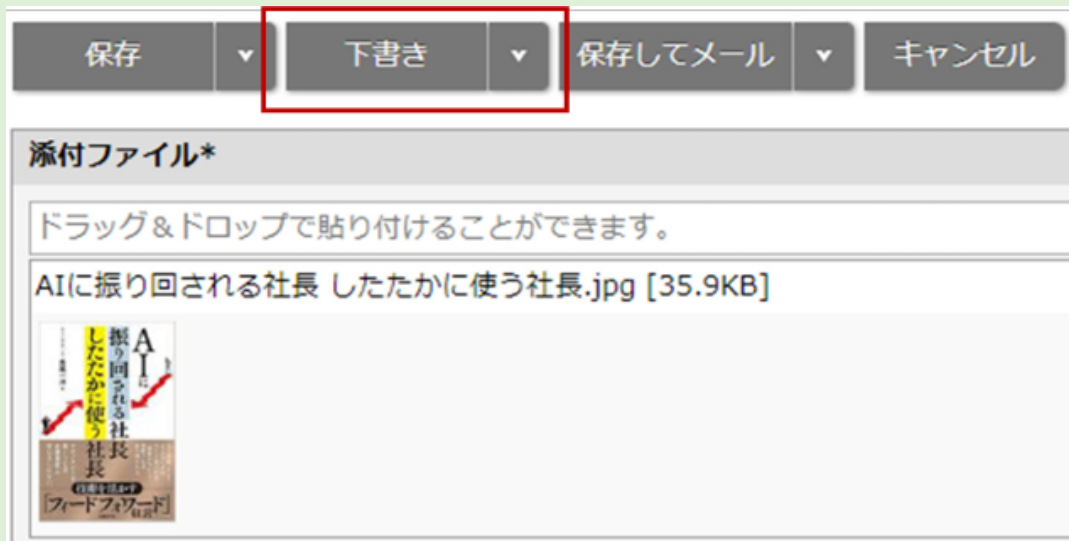 保存
下書き
保存してメール
キャンセル
添付ファイル*
ドラッグ＆ドロップで貼り付けることができます。
AIに振り回される社長 したたかに使う社長.jpg [35.9KB]
AIに
振り回される社長
したたかに使う社長
「フィードフォワード」